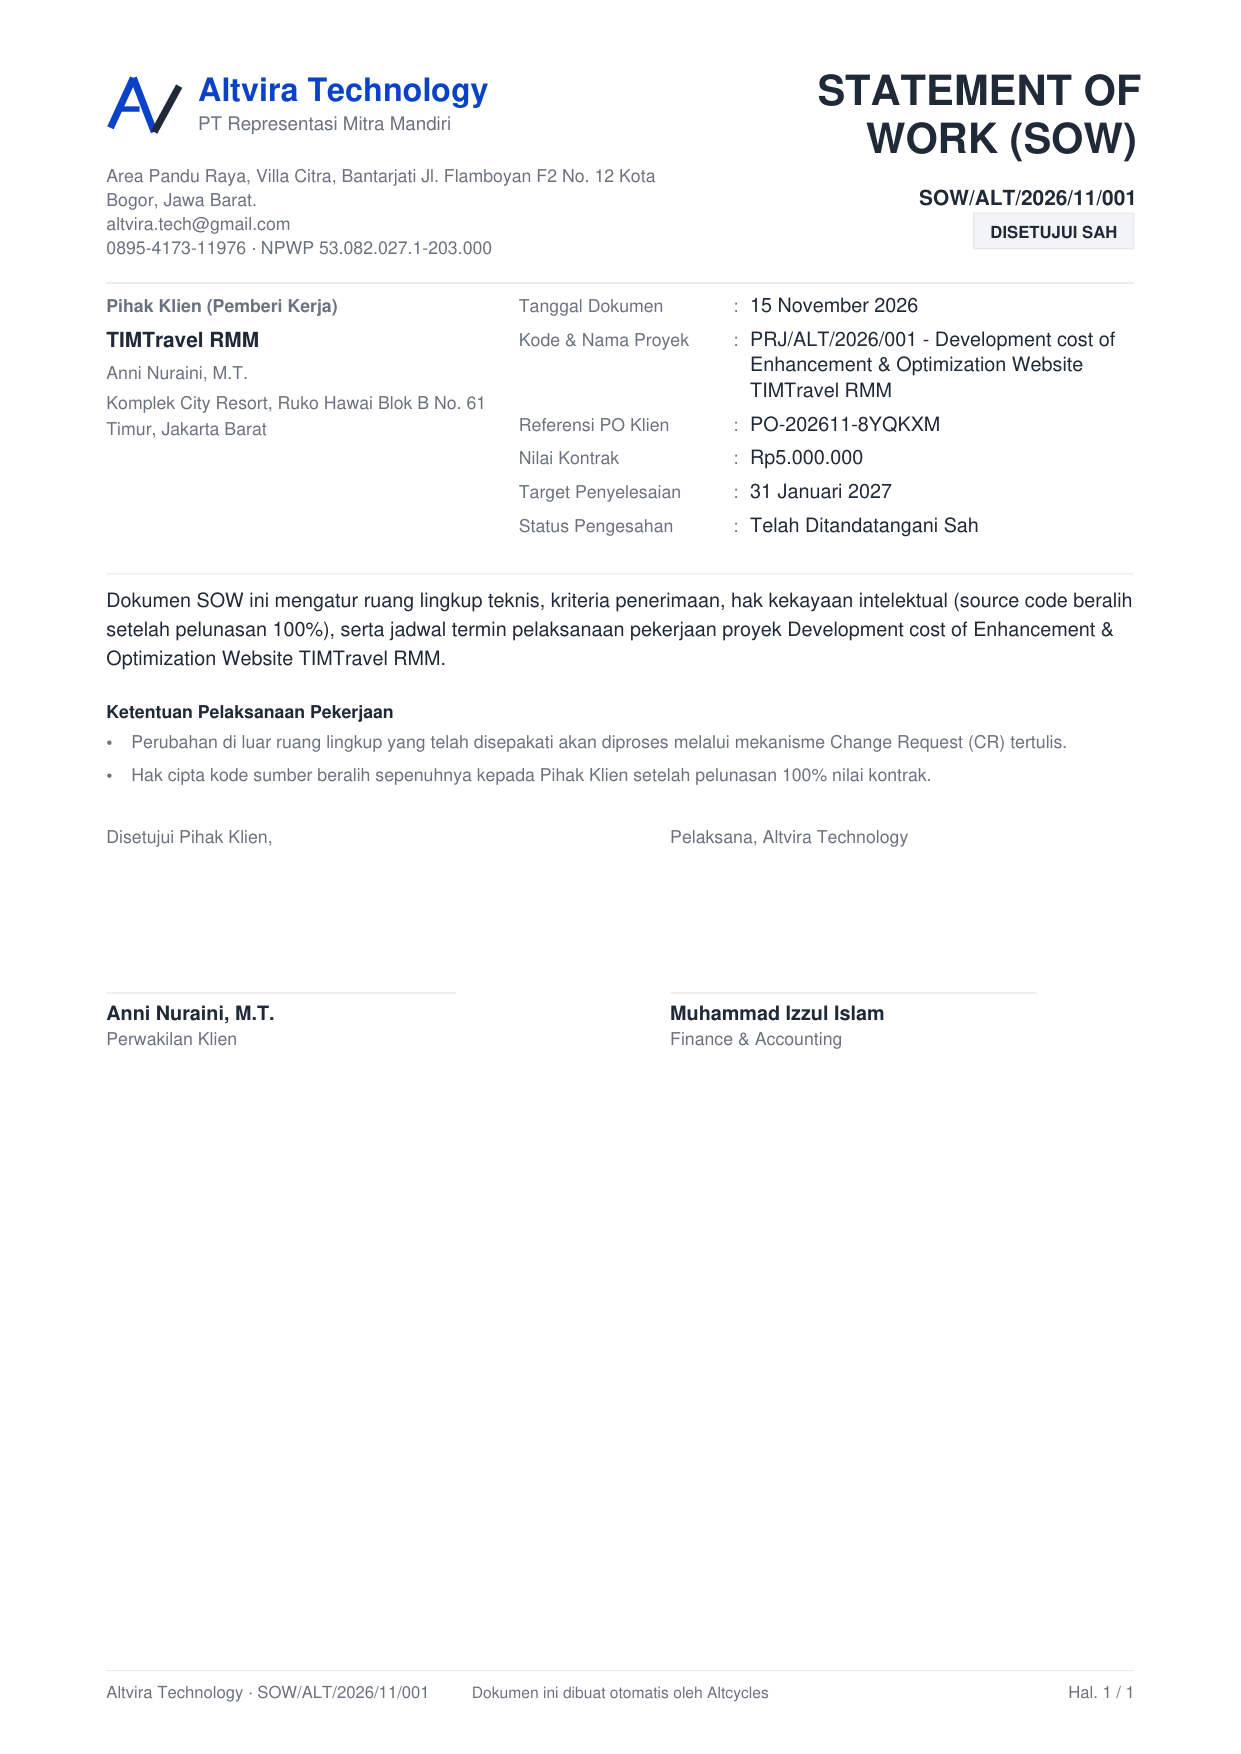 Altvira Technology
PT Representasi Mitra Mandiri
Area Pandu Raya, Villa Citra, Bantarjati Jl. Flamboyan F2 No. 12 Kota
Bogor, Jawa Barat.
altvira.tech@gmail.com
0895-4173-11976 · NPWP 53.082.027.1-203.000
STATEMENT OF
WORK (SOW)
SOW/ALT/2026/11/001
DISETUJUI SAH
Pihak Klien (Pemberi Kerja)
TIMTravel RMM
Anni Nuraini, M.T.
Komplek City Resort, Ruko Hawai Blok B No. 61
Timur, Jakarta Barat
Tanggal Dokumen : 15 November 2026
Kode & Nama Proyek : PRJ/ALT/2026/001 - Development cost of
Enhancement & Optimization Website
TIMTravel RMM
Referensi PO Klien : PO-202611-8YQKXM
Nilai Kontrak : Rp5.000.000
Target Penyelesaian : 31 Januari 2027
Status Pengesahan : Telah Ditandatangani Sah
Dokumen SOW ini mengatur ruang lingkup teknis, kriteria penerimaan, hak kekayaan intelektual (source code beralih
setelah pelunasan 100%), serta jadwal termin pelaksanaan pekerjaan proyek Development cost of Enhancement &
Optimization Website TIMTravel RMM.
Ketentuan Pelaksanaan Pekerjaan
• Perubahan di luar ruang lingkup yang telah disepakati akan diproses melalui mekanisme Change Request (CR) tertulis.
• Hak cipta kode sumber beralih sepenuhnya kepada Pihak Klien setelah pelunasan 100% nilai kontrak.
Disetujui Pihak Klien,
Anni Nuraini, M.T.
Perwakilan Klien
Pelaksana, Altvira Technology
Muhammad Izzul Islam
Finance & Accounting
Altvira Technology · SOW/ALT/2026/11/001 Dokumen ini dibuat otomatis oleh Altcycles Hal. 1 / 1